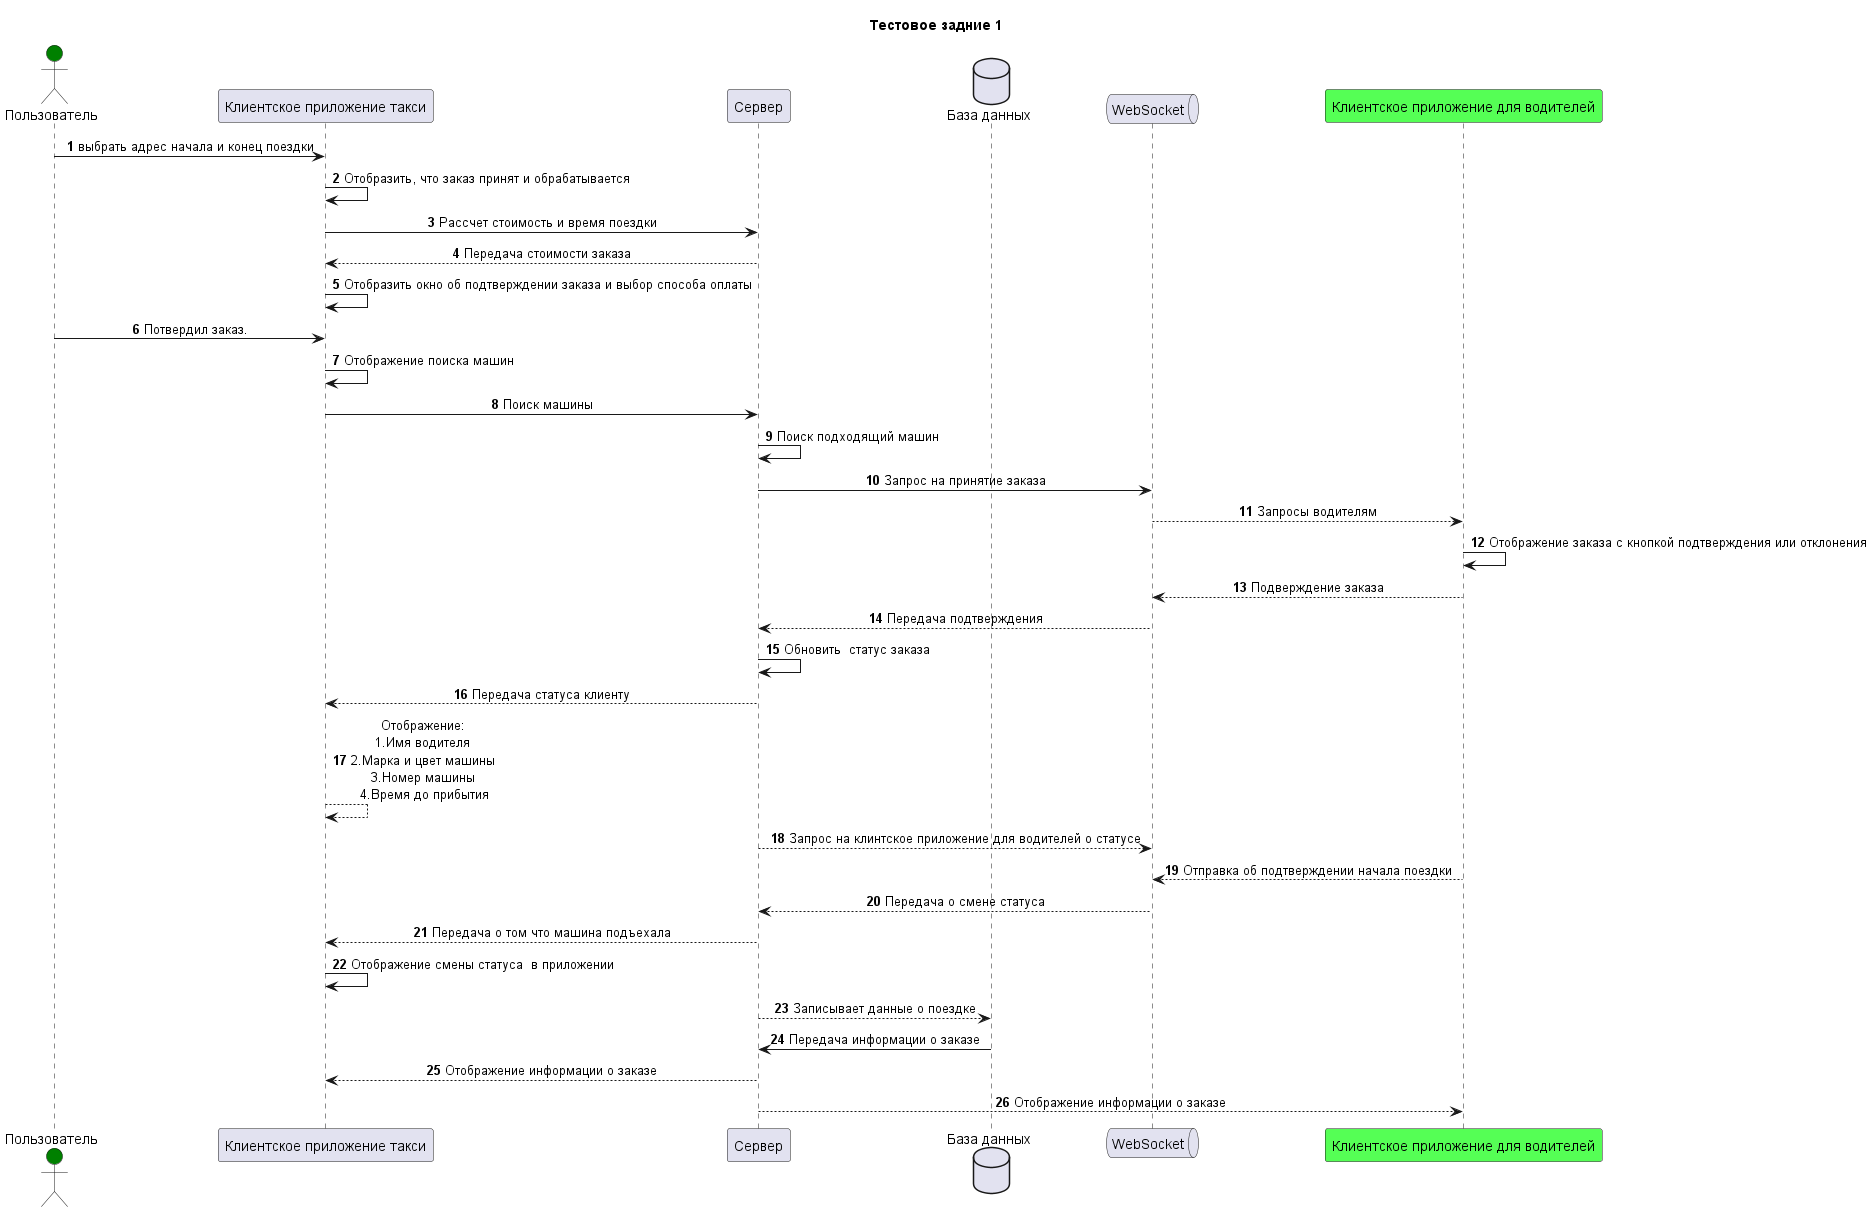 Тестовое задние 1
Пользователь
Клиентское приложение такси
Сервер
База данных
WebSocket
Клиентское приложение для водителей
1 выбрать адрес начала и конец поездки
2 Отобразить, что заказ принят и обрабатывается
3 Рассчет стоимость и время поездки
4 Передача стоимости заказа
5 Отобразить окно об подтверждении заказа и выбор способа оплаты
6 Потвердил заказ.
7 Отображение поиска машин
8 Поиск машины
9 Поиск подходящий машин
10 Запрос на принятие заказа
11 Запросы водителям
12 Отображение заказа с кнопкой подтверждения или отклонения
13 Подверждение заказа
14 Передача подтверждения
15 Обновить  статус заказа
16 Передача статуса клиенту
Отображение:
1.Имя водителя
17 2.Марка и цвет машины
3.Номер машины
4.Время до прибытия
18 Запрос на клинтское приложение для водителей о статусе
19 Отправка об подтверждении начала поездки
20 Передача о смене статуса
21 Передача о том что машина подъехала
22 Отображение смены статуса  в приложении
23 Записывает данные о поездке
24 Передача информации о заказе
25 Отображение информации о заказе
26 Отображение информации о заказе
Пользователь
Клиентское приложение такси
Сервер
База данных
WebSocket
Клиентское приложение для водителей